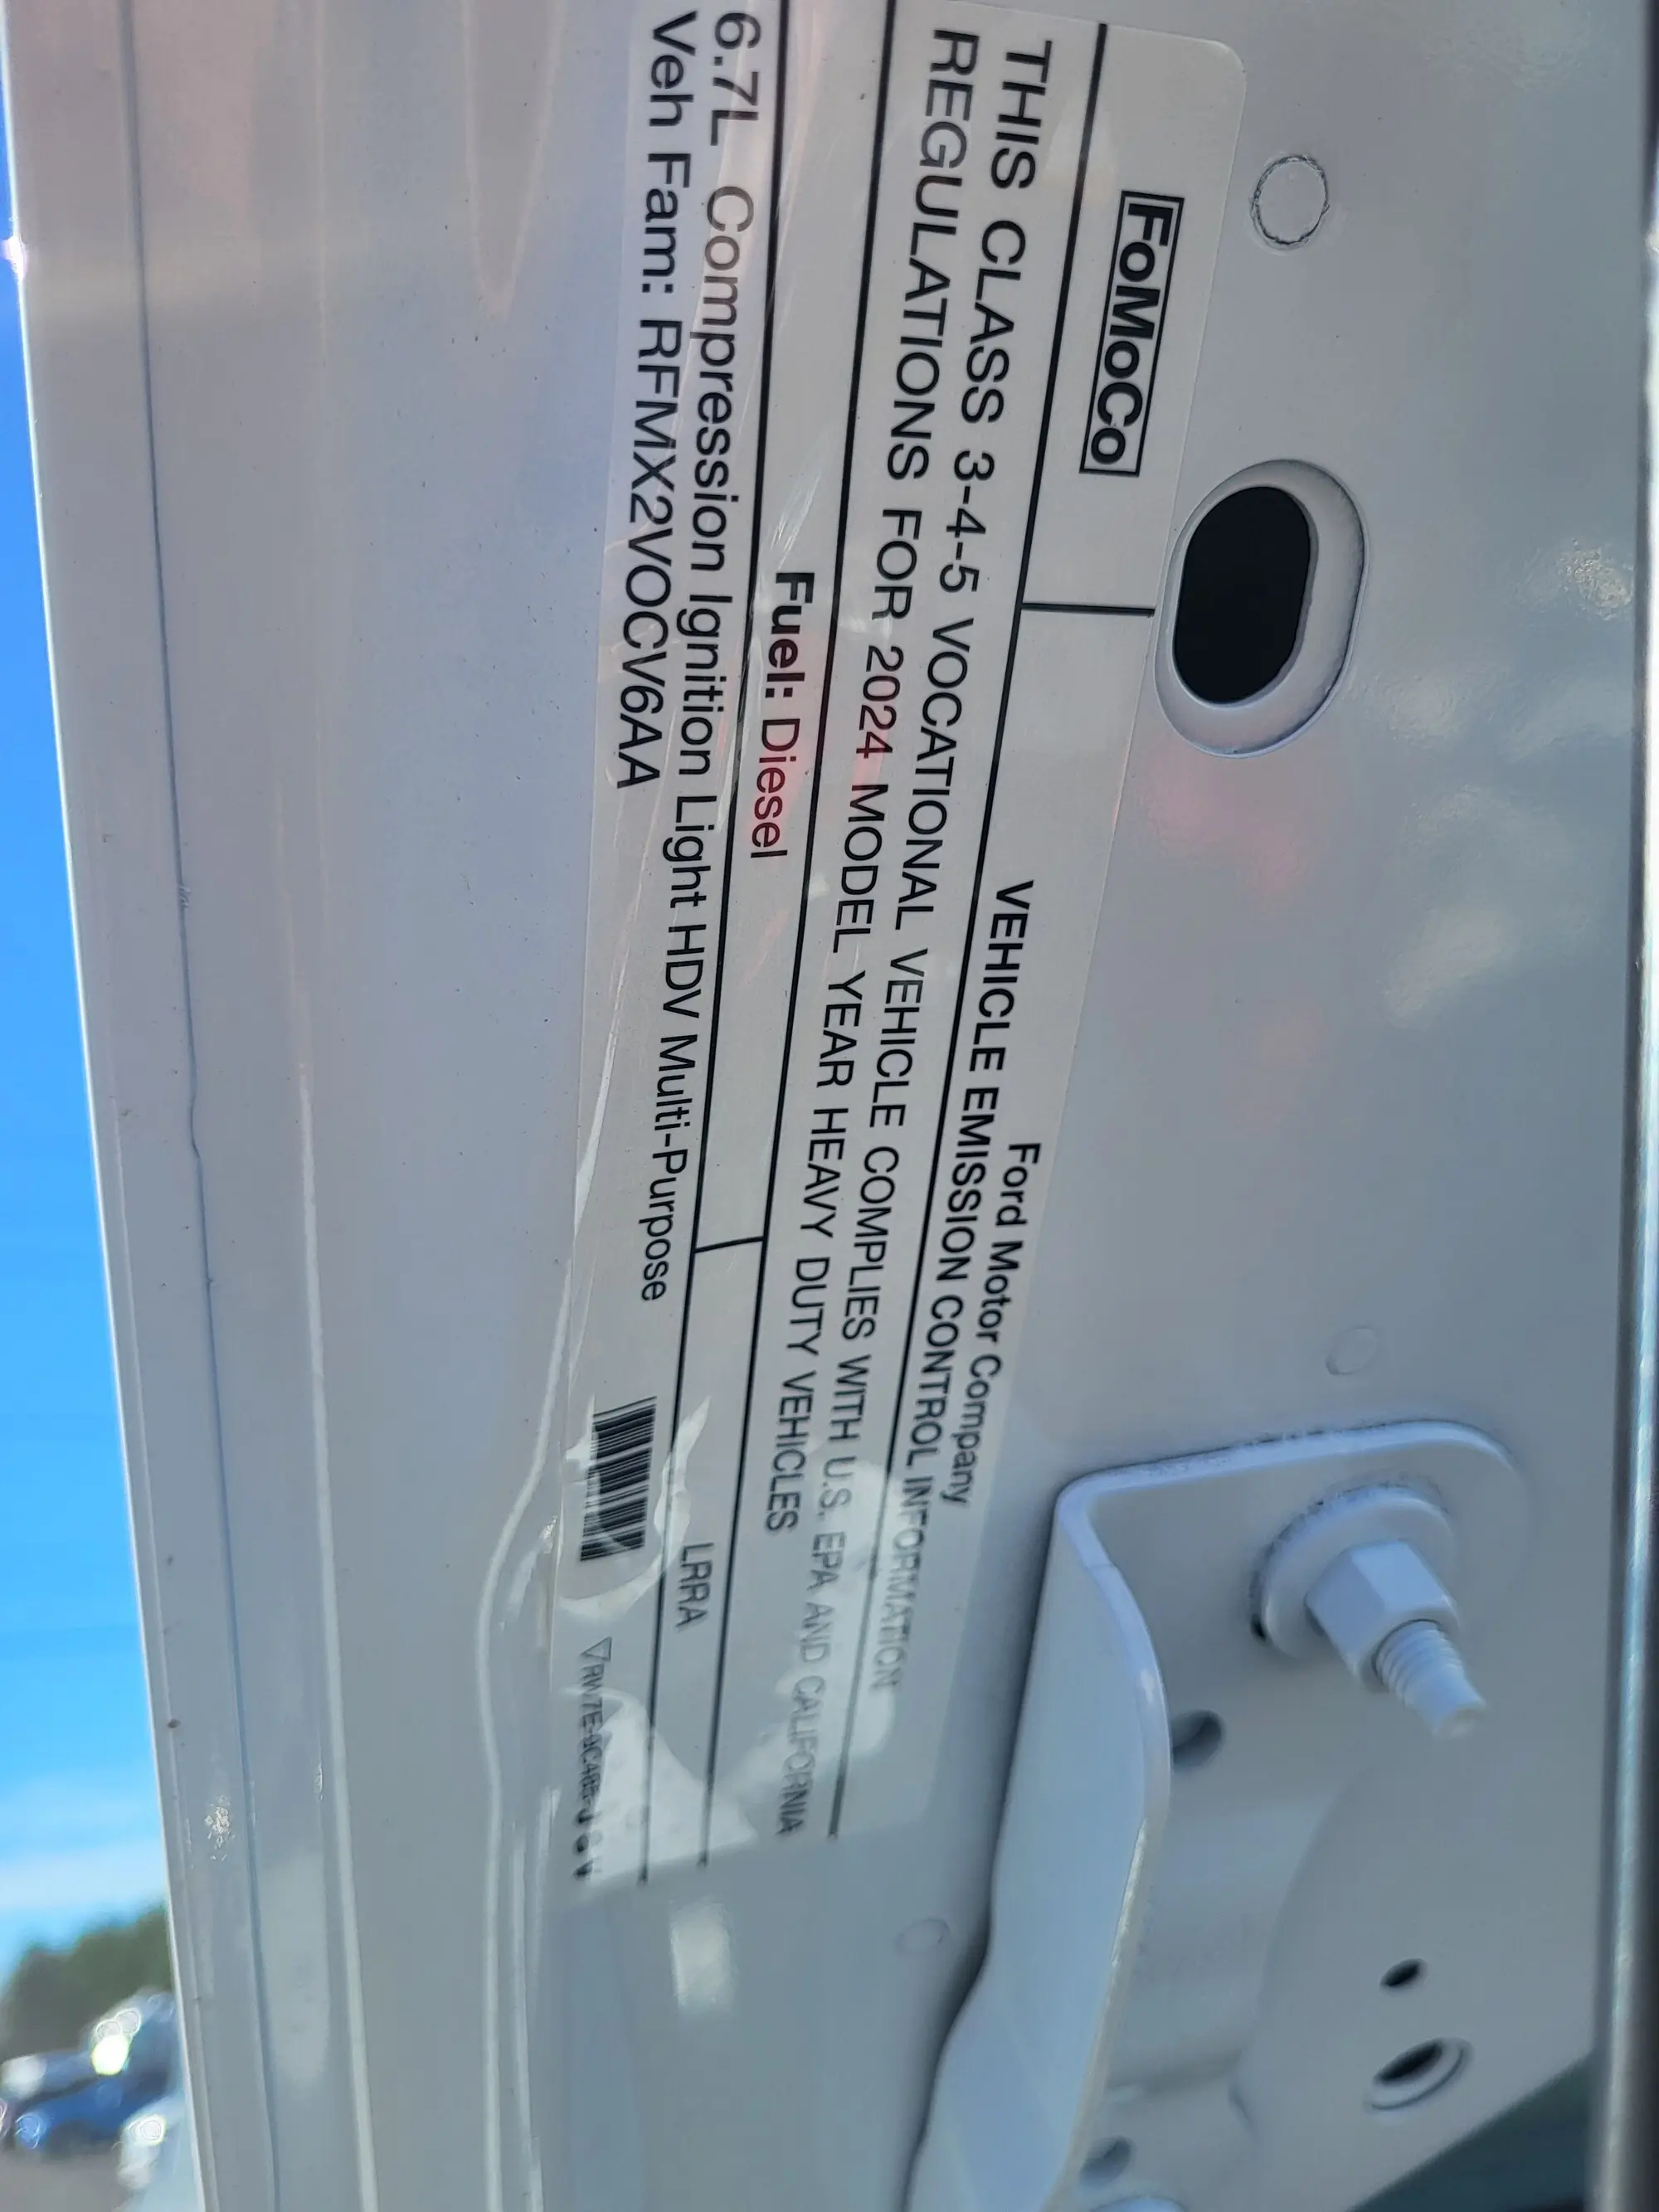 FoMoCo
Ford Motor Company
VEHICLE EMISSION CONTROL INFORMATION
THIS CLASS 3-4-5 VOCATIONAL VEHICLE COMPLIES WITH U.S. EPA AND CALIFORNIA
REGULATIONS FOR 2024 MODEL YEAR HEAVY DUTY VEHICLES
Fuel: Diesel
LRRA
6.7L Compression Ignition Light HDV Multi-Purpose
Veh Fam: RFMX2VOCV6AA